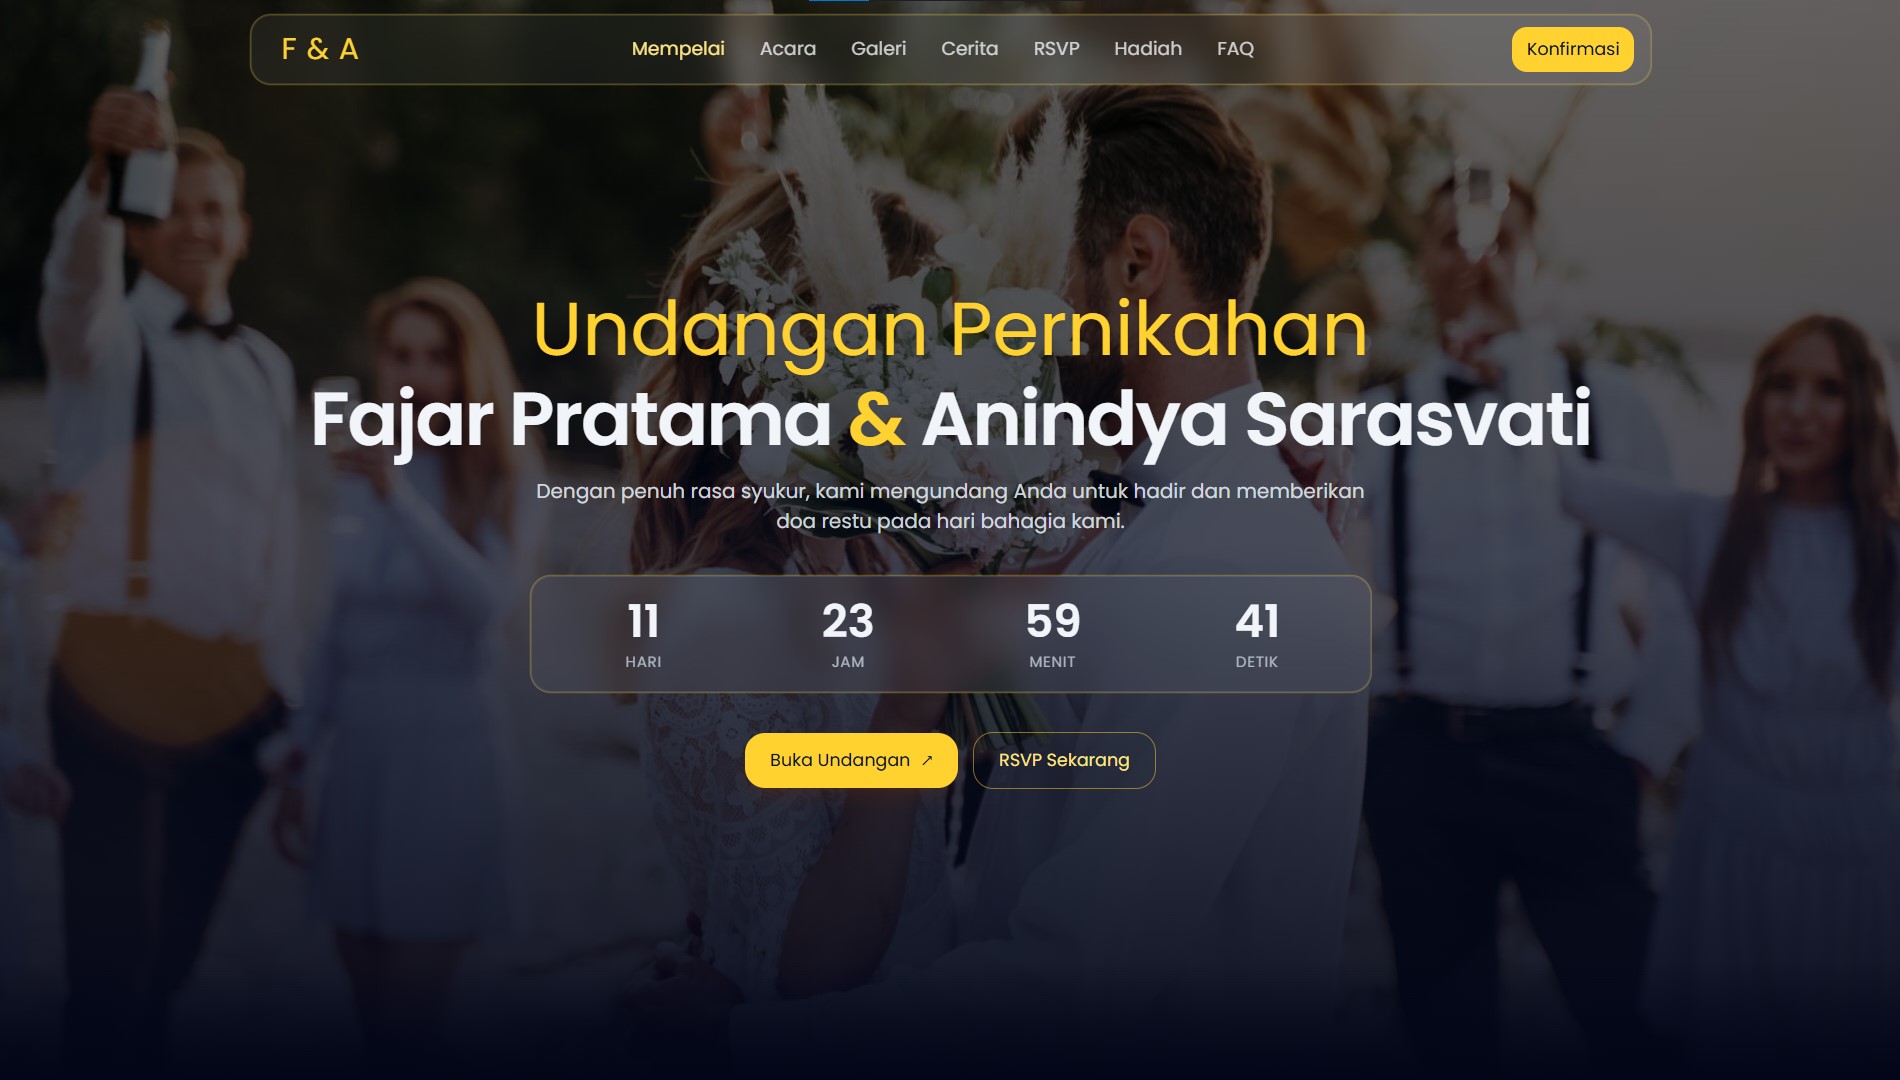 F & A
Mempelai Acara Galeri Cerita RSVP Hadiah FAQ
Konfirmasi
Undangan Pernikahan
Fajar Pratama & Anindya Sarasvati
Dengan penuh rasa syukur, kami mengundang Anda untuk hadir dan memberikan
doa restu pada hari bahagia kami.
11 23 59 41
HARI JAM MENIT DETIK
Buka Undangan ↗
RSVP Sekarang